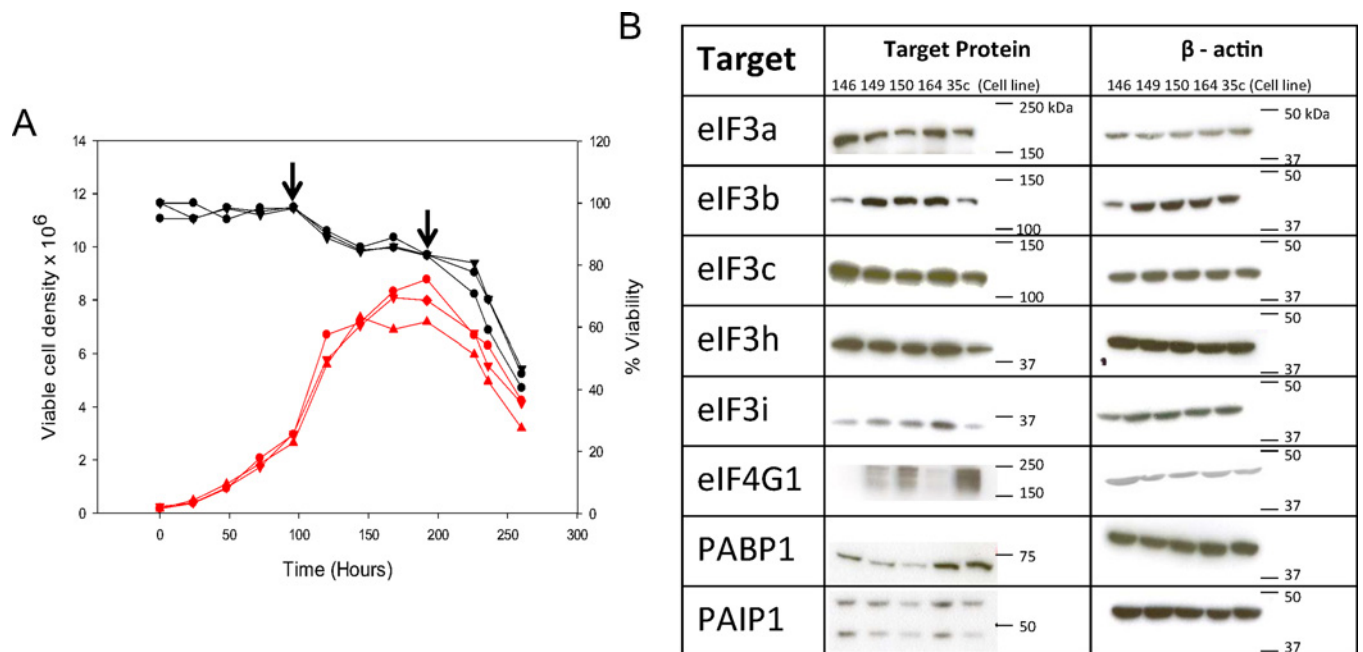 A
14
12
10
8
6
4
2
0
Viable cell density x 10⁶
120
100
80
60
40
20
0
% Viability
0 50 100 150 200 250 300
Time (Hours)
B
Target
Target Protein
146 149 150 164 35c (Cell line)
β - actin
146 149 150 164 35c (Cell line)
eIF3a
250 kDa
150
50 kDa
37
eIF3b
150
100
50
37
eIF3c
150
100
50
37
eIF3h
37
50
37
eIF3i
37
50
37
eIF4G1
250
150
50
37
PABP1
75
37
PAIP1
50
50
37